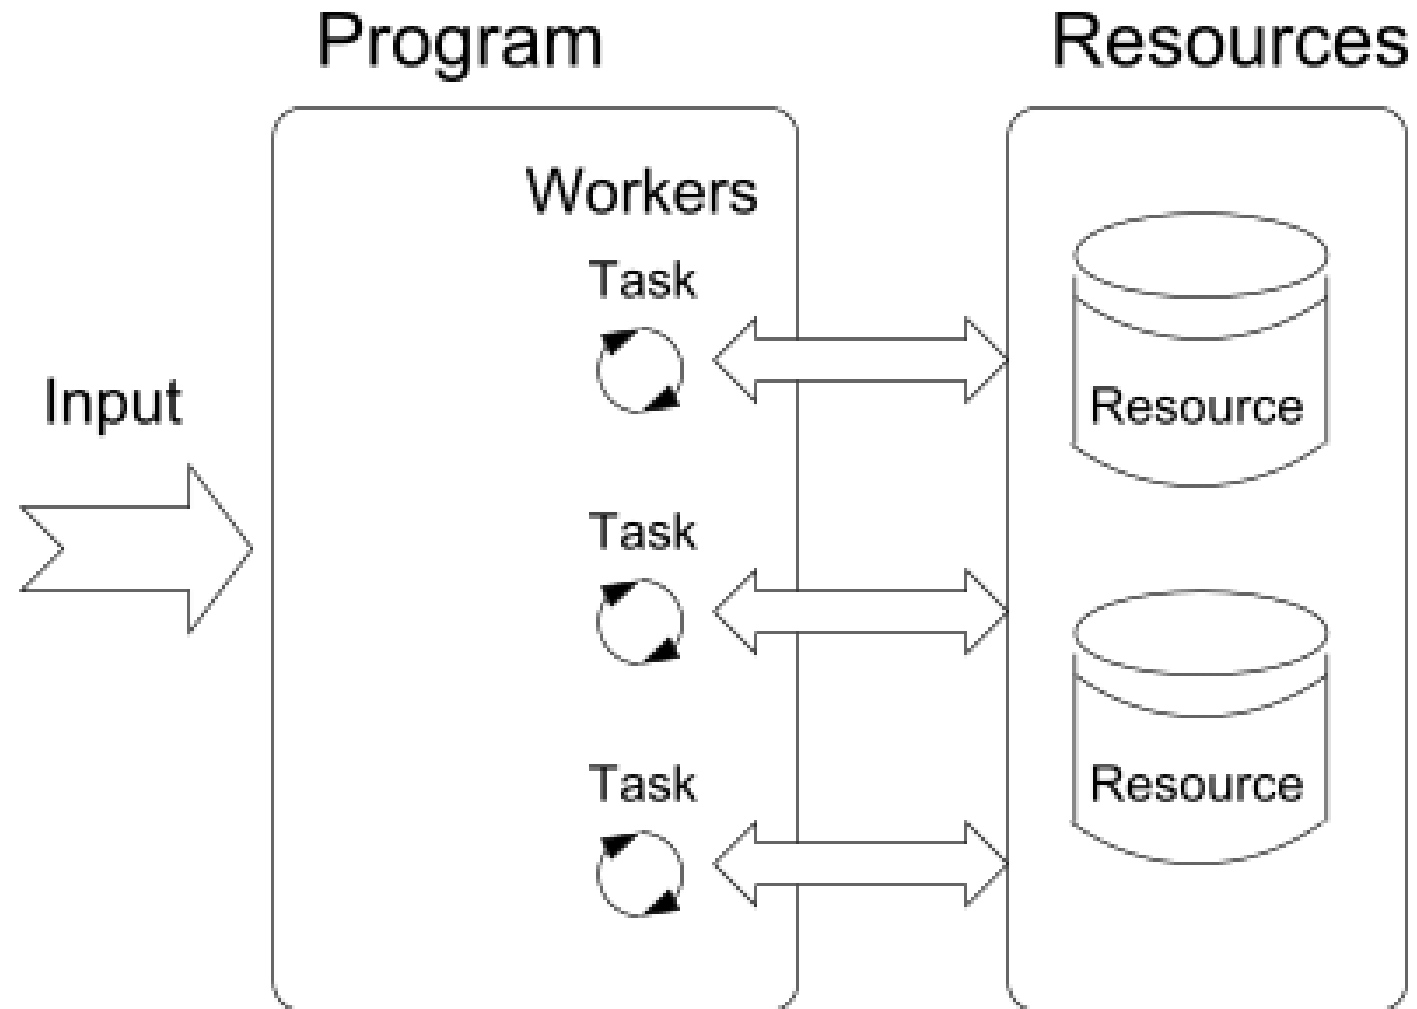 Program
Resources
Workers
Task
Input
Resource
Task
Task
Resource